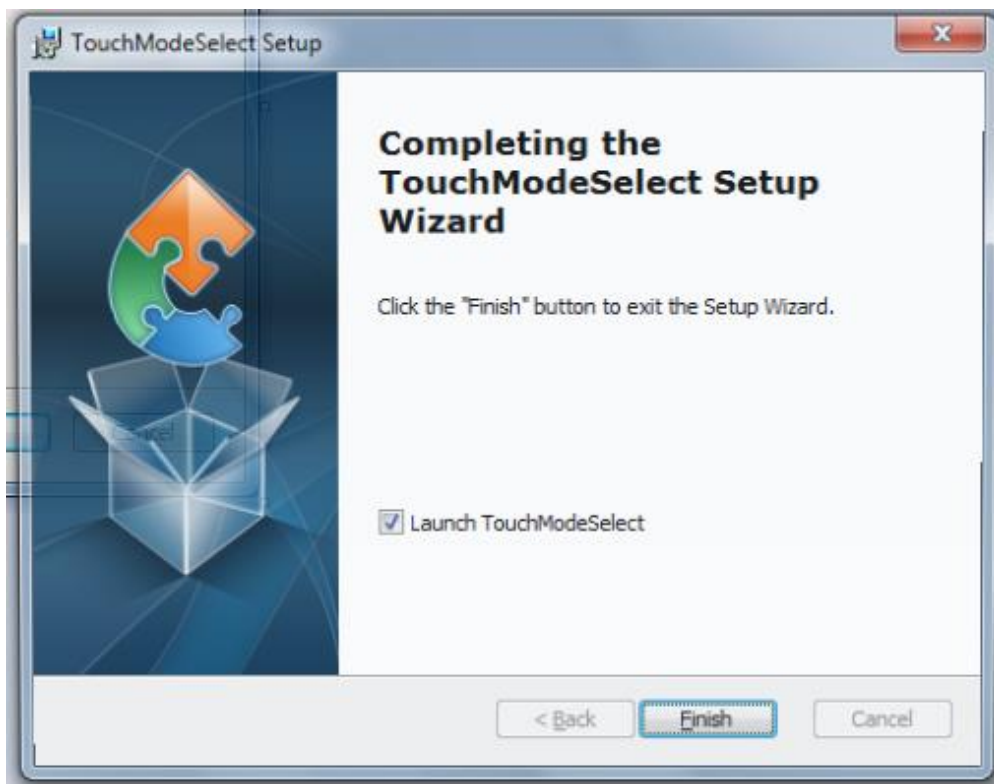 TouchModeSelect Setup
Completing the
TouchModeSelect Setup
Wizard
Click the "Finish" button to exit the Setup Wizard.
Cancel
Launch TouchModeSelect
< Back
Finish
Cancel